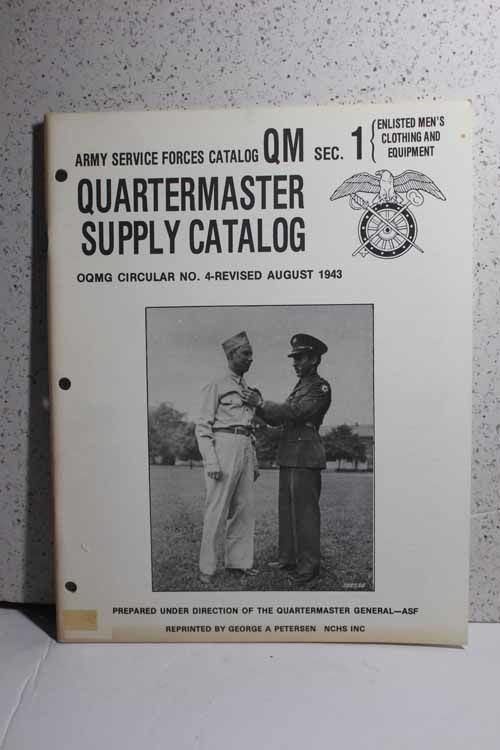 ARMY SERVICE FORCES CATALOG QM SEC. 1 { ENLISTED MEN'S
CLOTHING AND
EQUIPMENT
QUARTERMASTER
SUPPLY CATALOG
OQMG CIRCULAR NO. 4-REVISED AUGUST 1943
PREPARED UNDER DIRECTION OF THE QUARTERMASTER GENERAL—ASF
REPRINTED BY GEORGE A PETERSEN NCHS INC